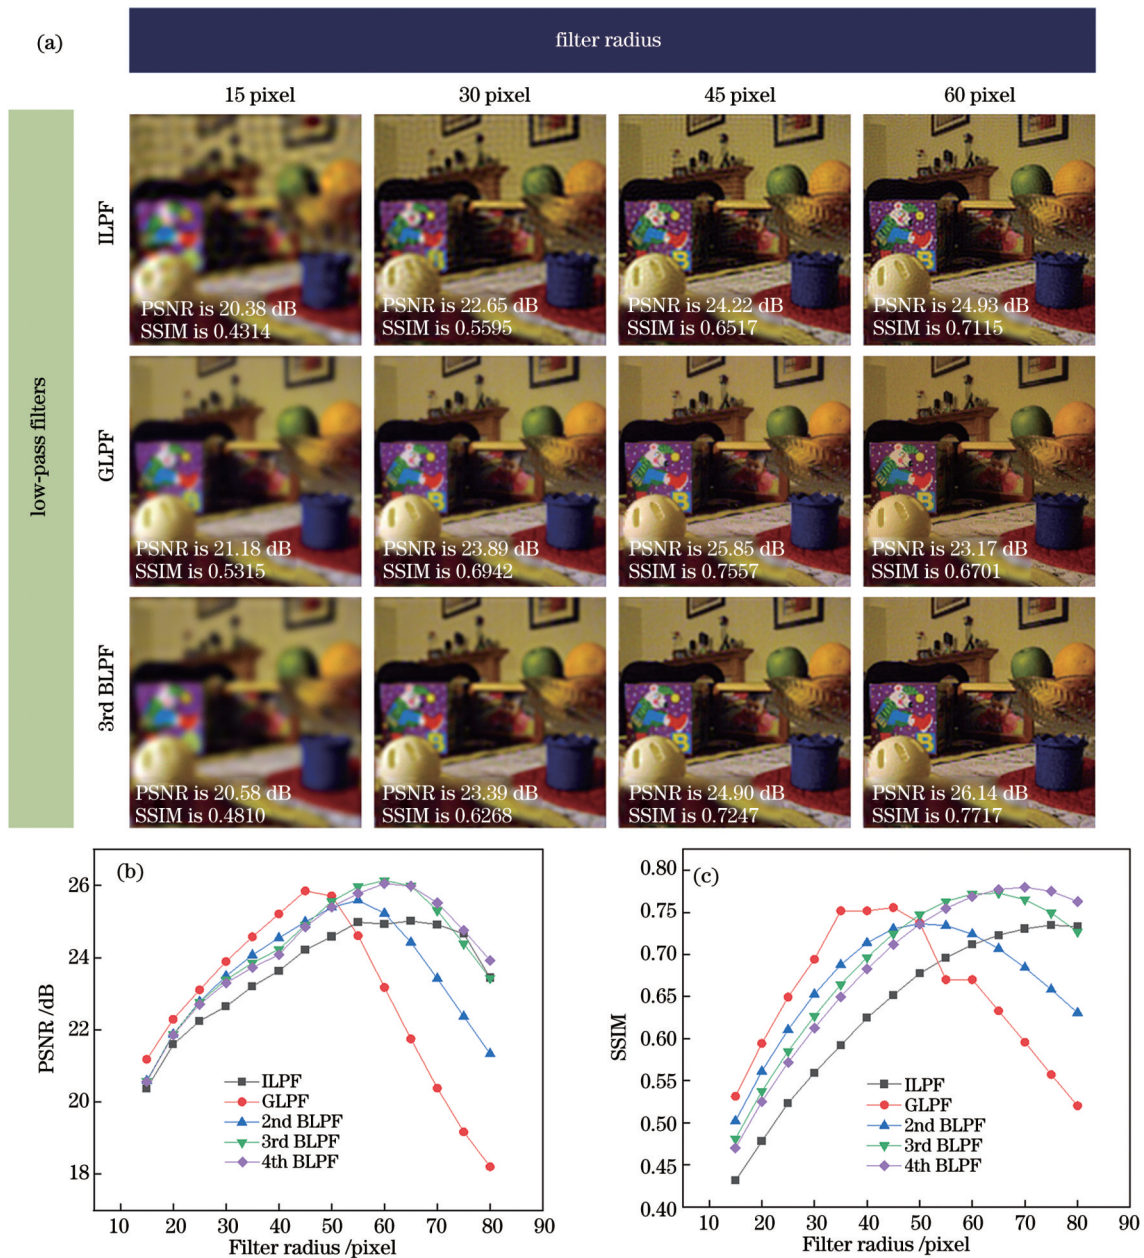 (a)
filter radius
15 pixel
30 pixel
45 pixel
60 pixel
low-pass filters
ILPF
PSNR is 20.38 dB
SSIM is 0.4314
PSNR is 22.65 dB
SSIM is 0.5595
PSNR is 24.22 dB
SSIM is 0.6517
PSNR is 24.93 dB
SSIM is 0.7115
GLPF
PSNR is 21.18 dB
SSIM is 0.5315
PSNR is 23.89 dB
SSIM is 0.6942
PSNR is 25.85 dB
SSIM is 0.7557
PSNR is 23.17 dB
SSIM is 0.6701
3rd BLPF
PSNR is 20.58 dB
SSIM is 0.4810
PSNR is 23.39 dB
SSIM is 0.6268
PSNR is 24.90 dB
SSIM is 0.7247
PSNR is 26.14 dB
SSIM is 0.7717
(b)
PSNR /dB
26
24
22
20
18
ILPF
GLPF
2nd BLPF
3rd BLPF
4th BLPF
10 20 30 40 50 60 70 80 90
Filter radius /pixel
(c)
SSIM
0.80
0.75
0.70
0.65
0.60
0.55
0.50
0.45
0.40
ILPF
GLPF
2nd BLPF
3rd BLPF
4th BLPF
10 20 30 40 50 60 70 80 90
Filter radius /pixel